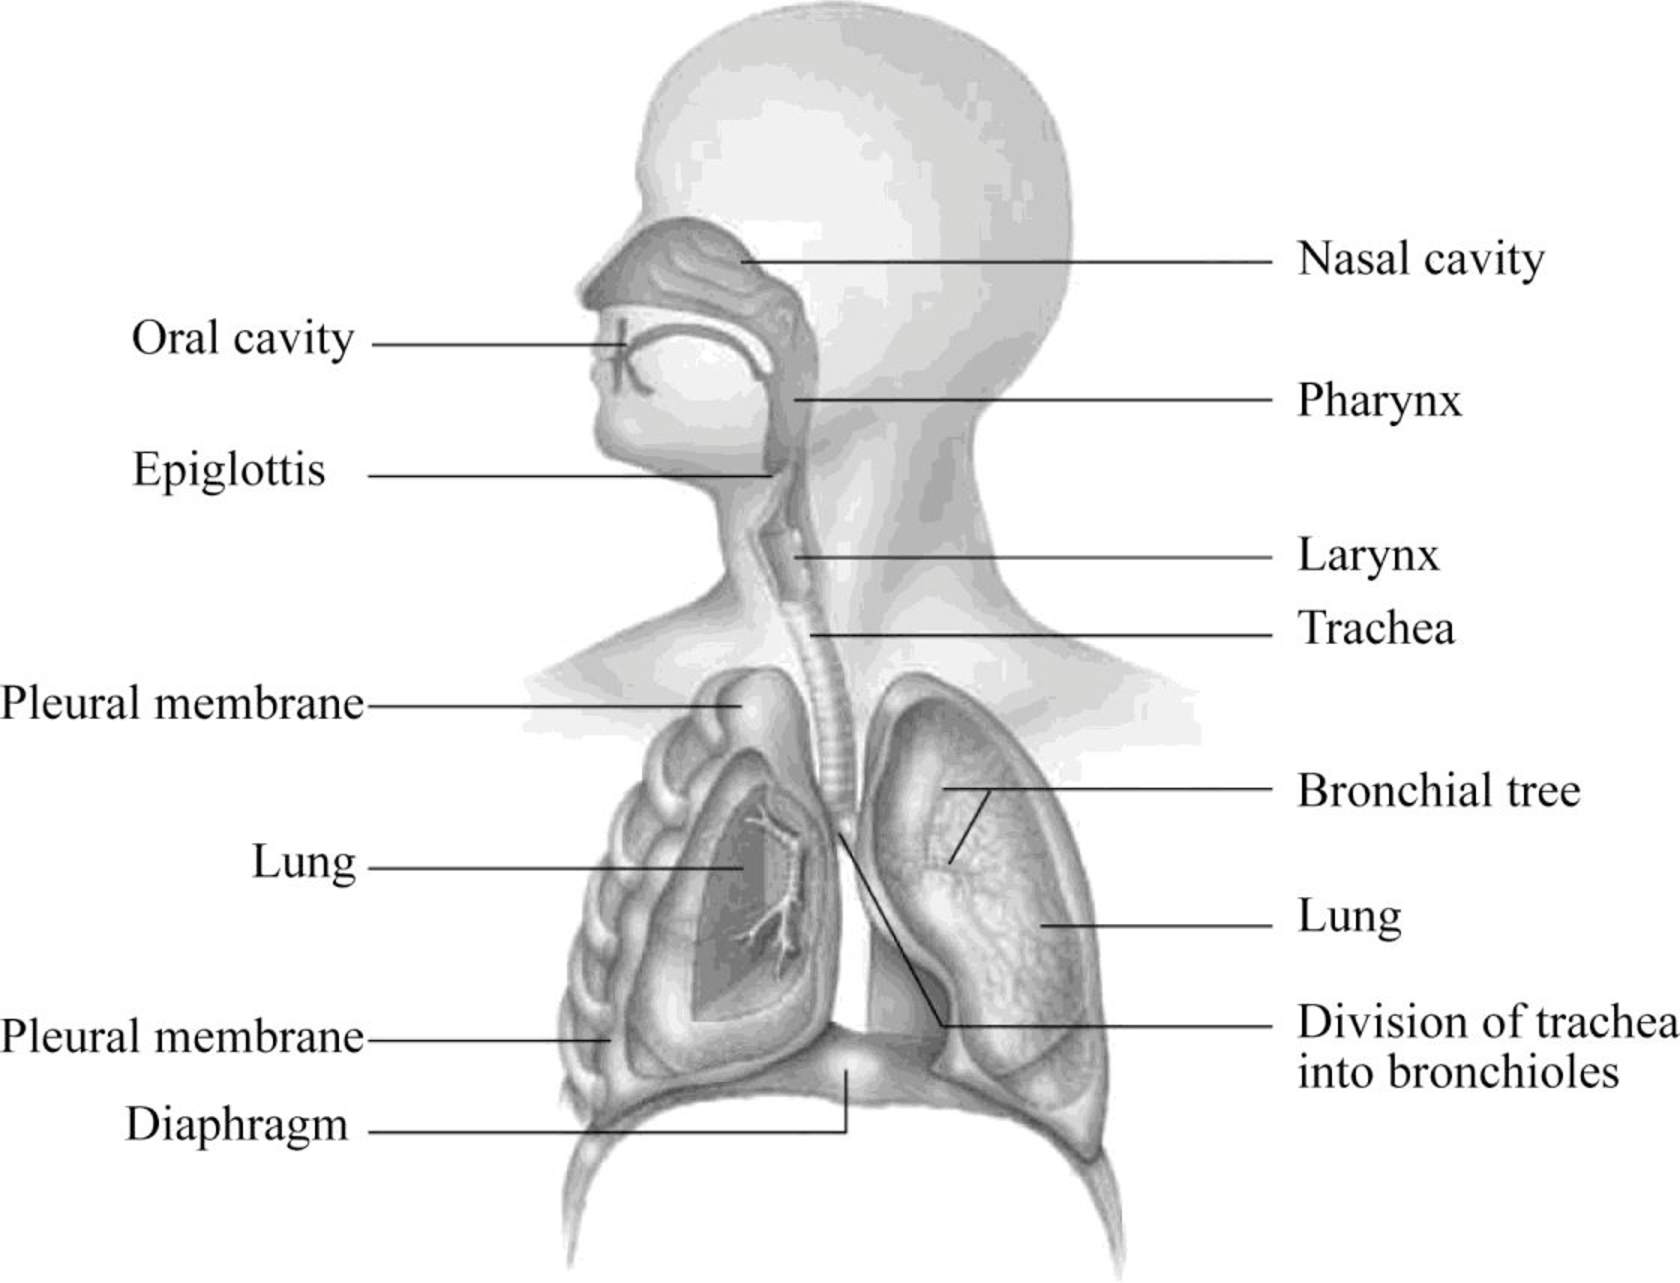 Nasal cavity
Oral cavity
Pharynx
Epiglottis
Larynx
Trachea
Pleural membrane
Bronchial tree
Lung
Lung
Division of trachea
into bronchioles
Pleural membrane
Diaphragm